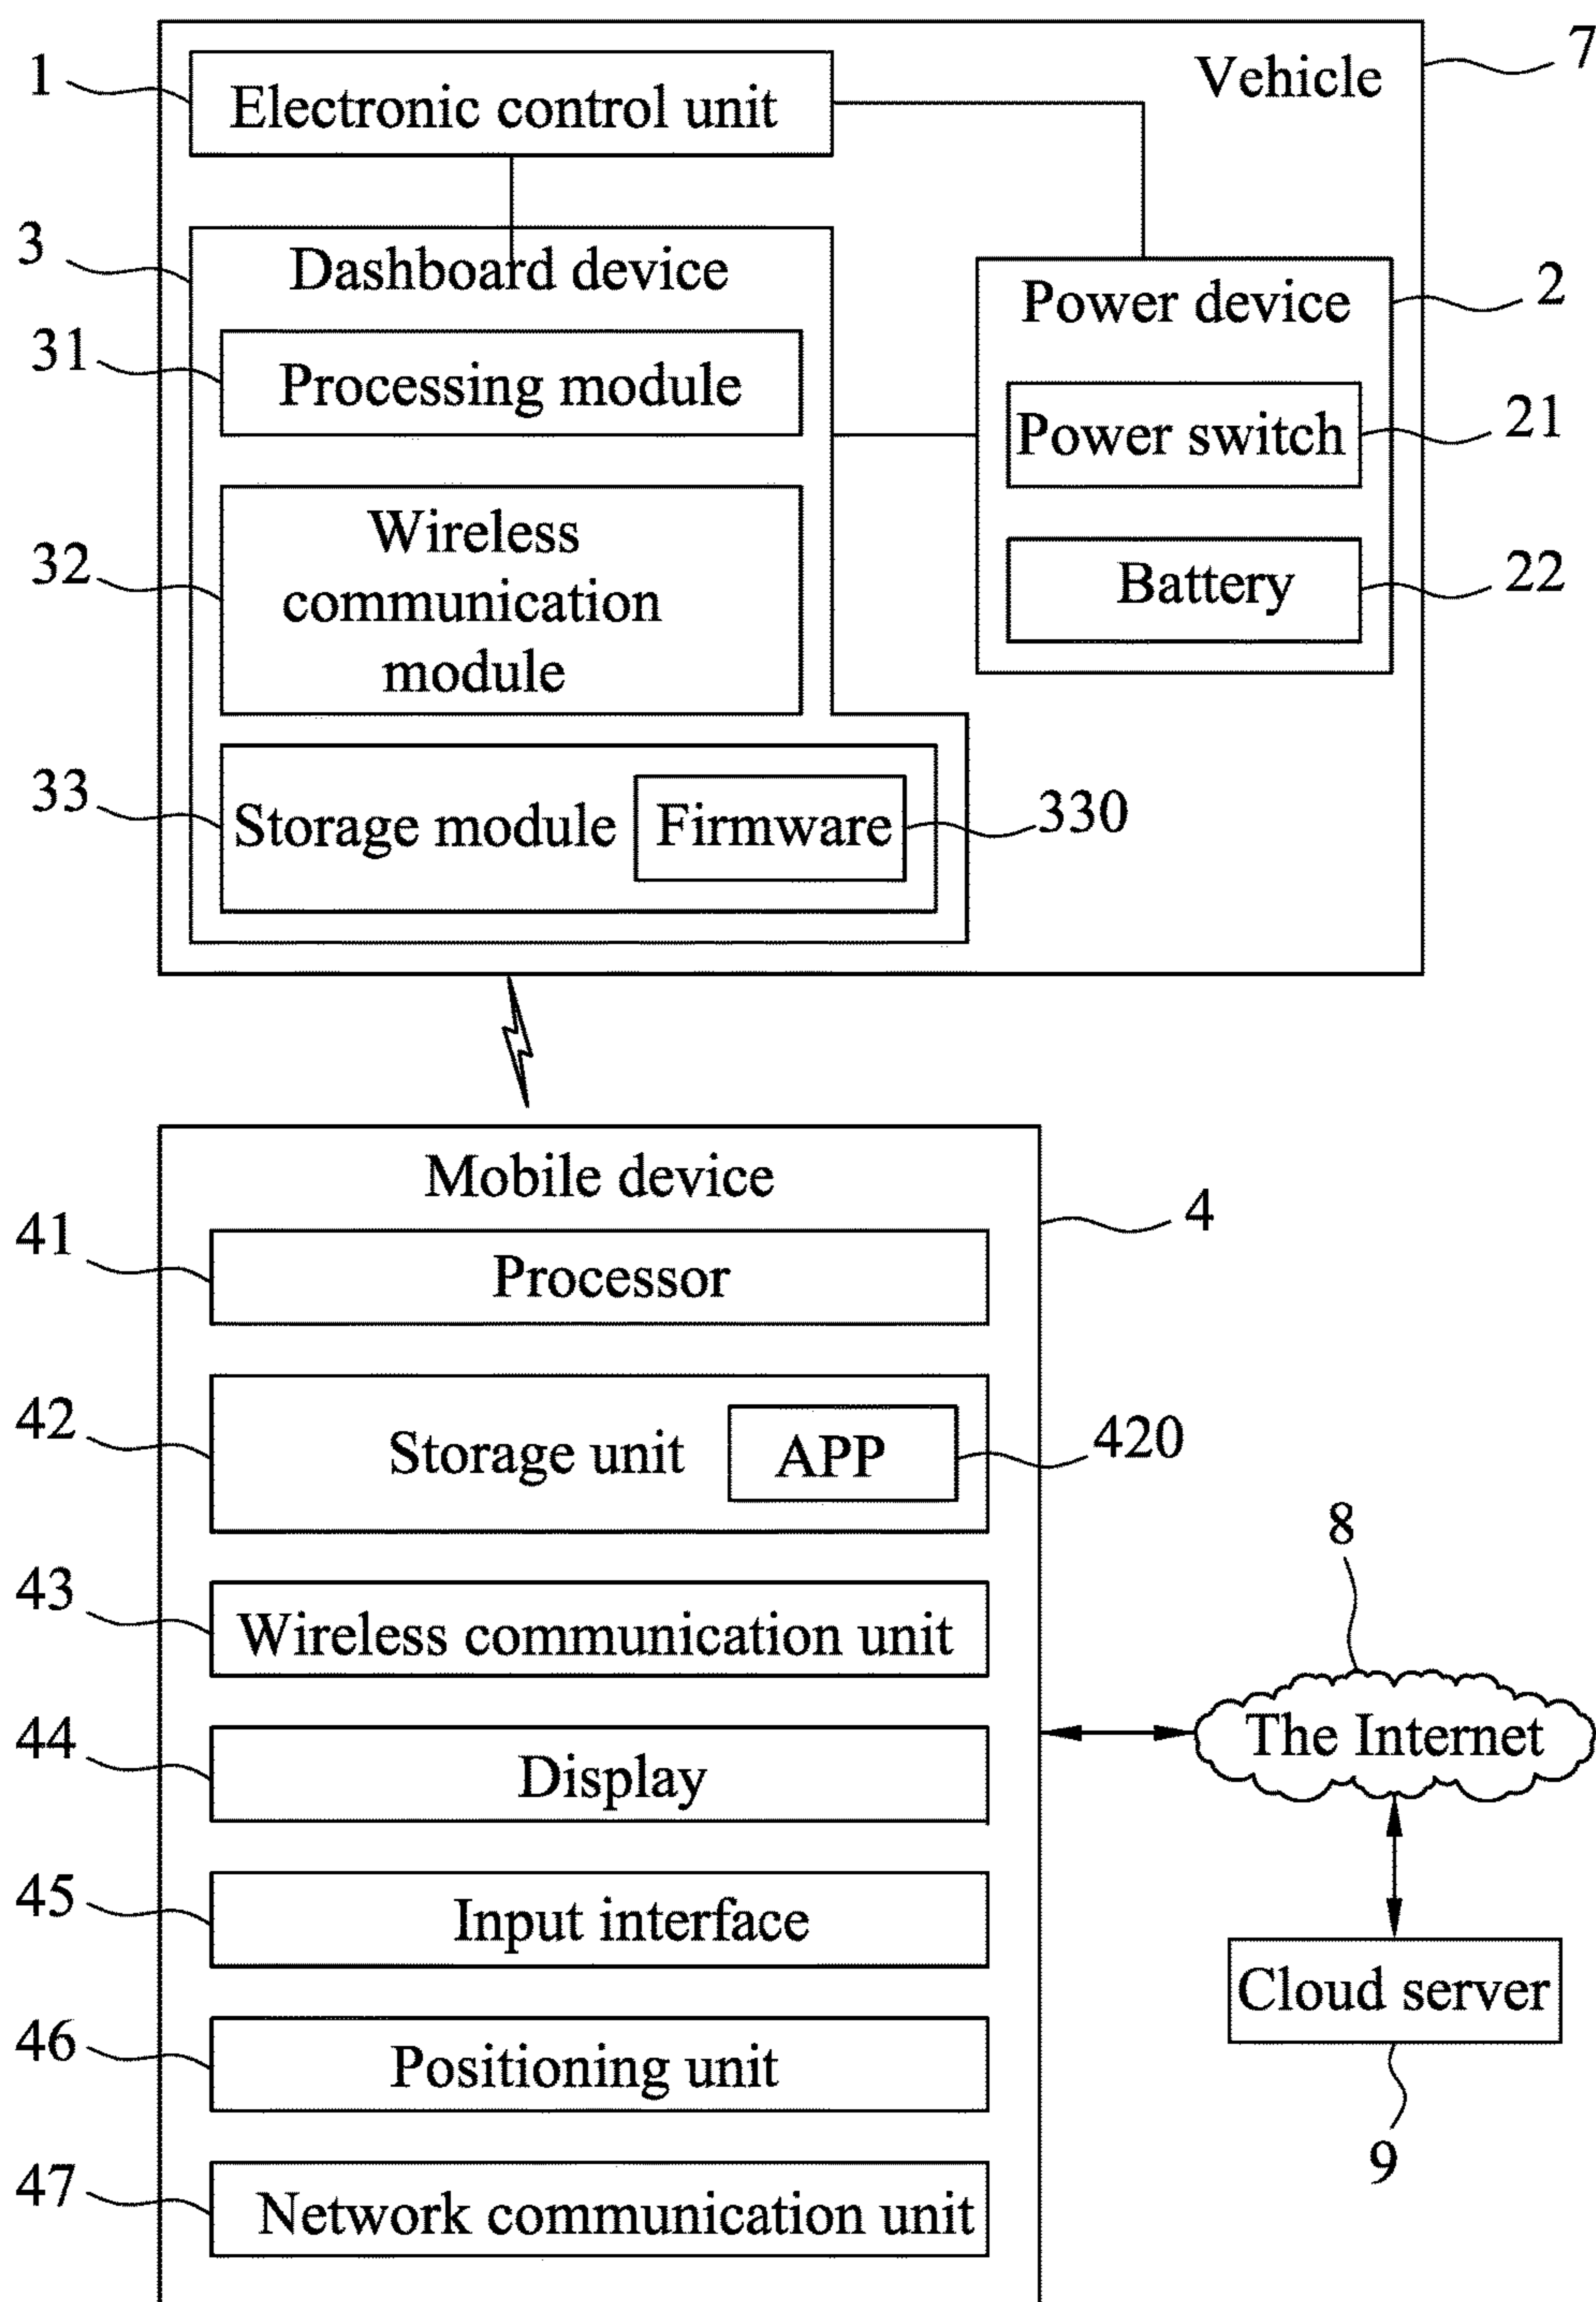 1
Electronic control unit
Vehicle
7
3
Dashboard device
Power device
2
31
Processing module
Power switch
21
32
Wireless
communication
module
Battery
22
33
Storage module
Firmware
330
Mobile device
4
41
Processor
42
Storage unit
APP
420
43
Wireless communication unit
8
The Internet
44
Display
45
Input interface
Cloud server
9
46
Positioning unit
47
Network communication unit